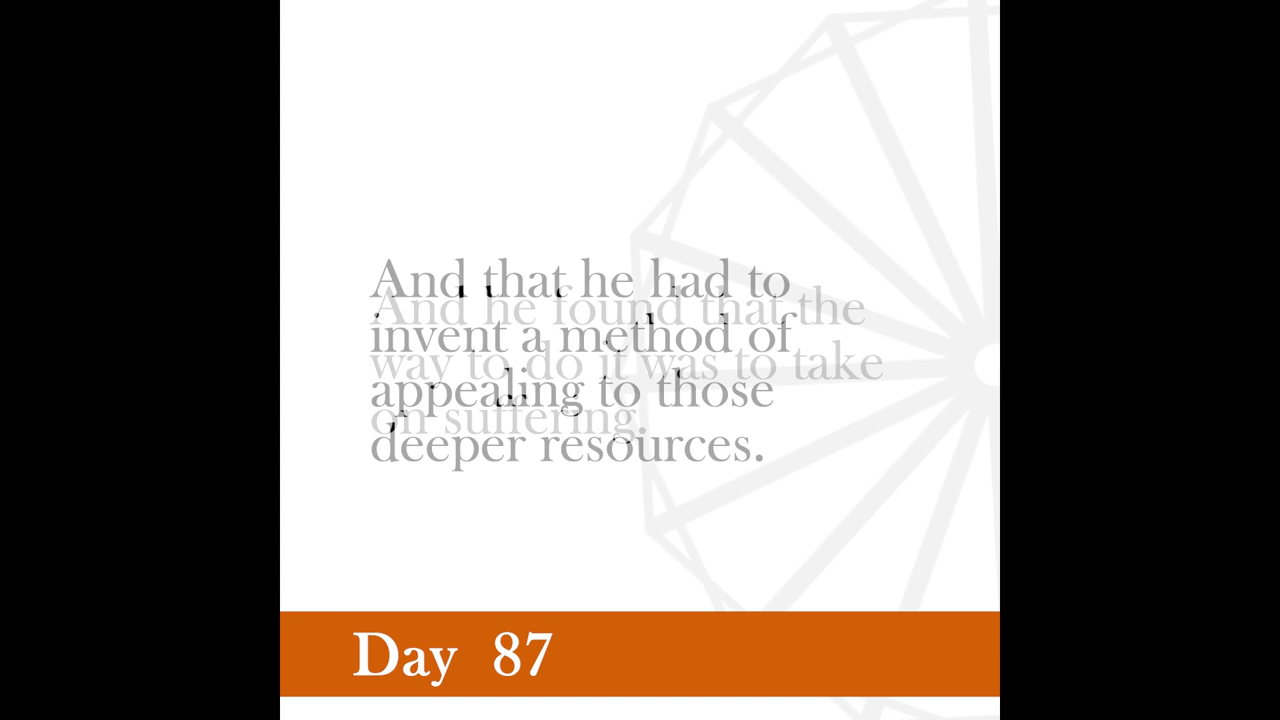 And that he had to
invent a method of
appealing to those
deeper resources.
And he found that the
way to do it was to take
on suffering.
Day 87